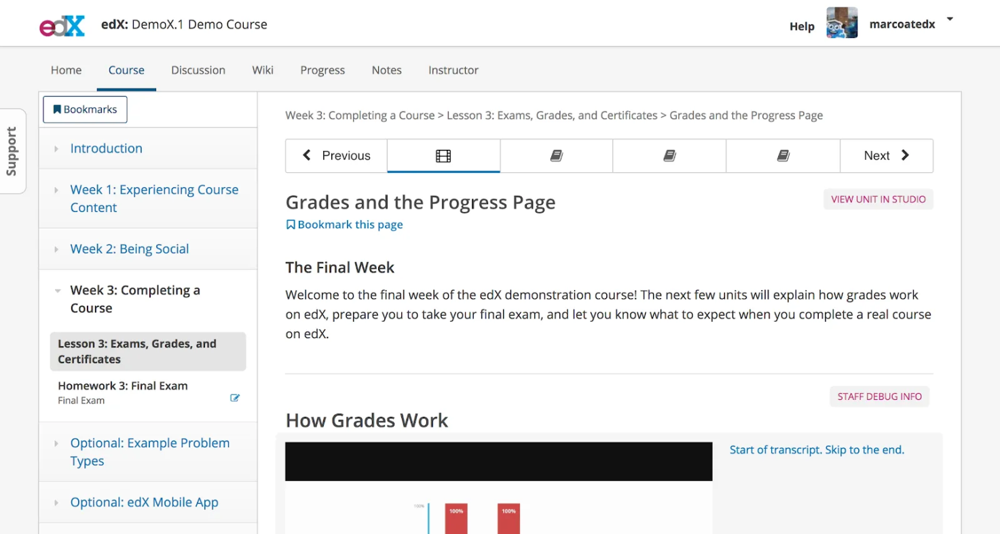 edX
edX: DemoX.1 Demo Course
Help
marcoatedx
Home
Course
Discussion
Wiki
Progress
Notes
Instructor
Support
Bookmarks
Introduction
Week 1: Experiencing Course
Content
Week 2: Being Social
Week 3: Completing a
Course
Lesson 3: Exams, Grades, and
Certificates
Homework 3: Final Exam
Final Exam
Optional: Example Problem
Types
Optional: edX Mobile App
Week 3: Completing a Course > Lesson 3: Exams, Grades, and Certificates > Grades and the Progress Page
Previous
Next
Grades and the Progress Page
VIEW UNIT IN STUDIO
Bookmark this page
The Final Week
Welcome to the final week of the edX demonstration course! The next few units will explain how grades work
on edX, prepare you to take your final exam, and let you know what to expect when you complete a real course
on edX.
STAFF DEBUG INFO
How Grades Work
Start of transcript. Skip to the end.
100%
100%
100%